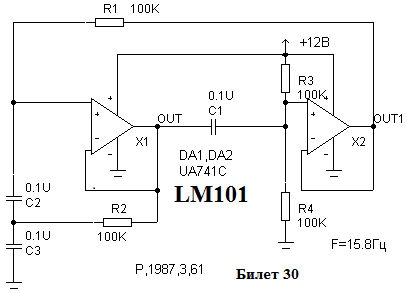 R1 100K
+12В
0.1U
C1
R3
100K
OUT
OUT1
X1
X2
DA1,DA2
UA741C
LM101
0.1U
C2
R2
100K
0.1U
C3
R4
100K
F=15.8Гц
Р,1987,3,61
Билет 30